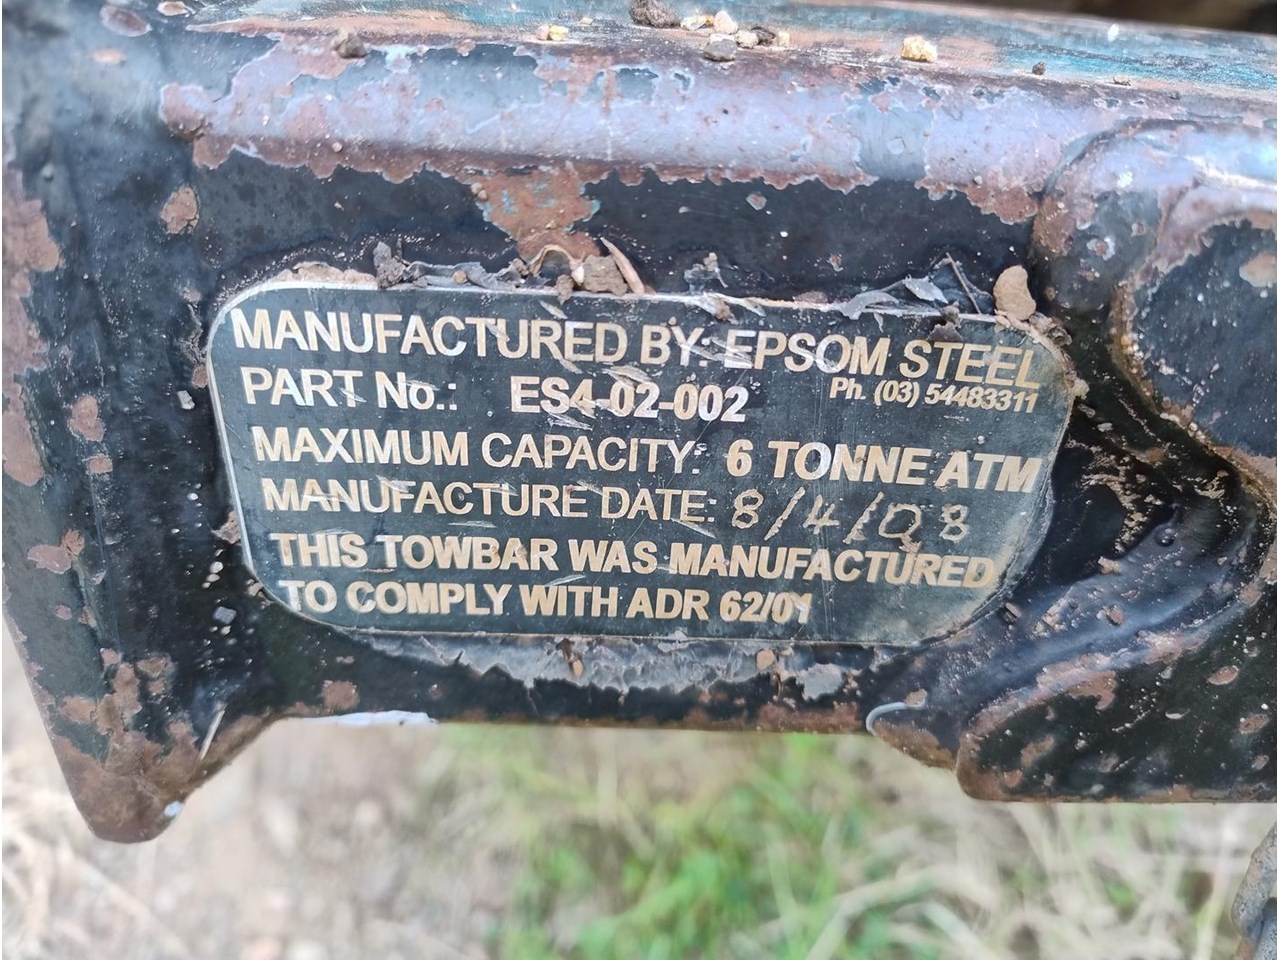 MANUFACTURED BY: EPSOM STEEL
Ph. (03) 54483311
PART No.: ES4-02-002
MAXIMUM CAPACITY: 6 TONNE ATM
MANUFACTURE DATE: 8/4/08
THIS TOWBAR WAS MANUFACTURED
TO COMPLY WITH ADR 62/01